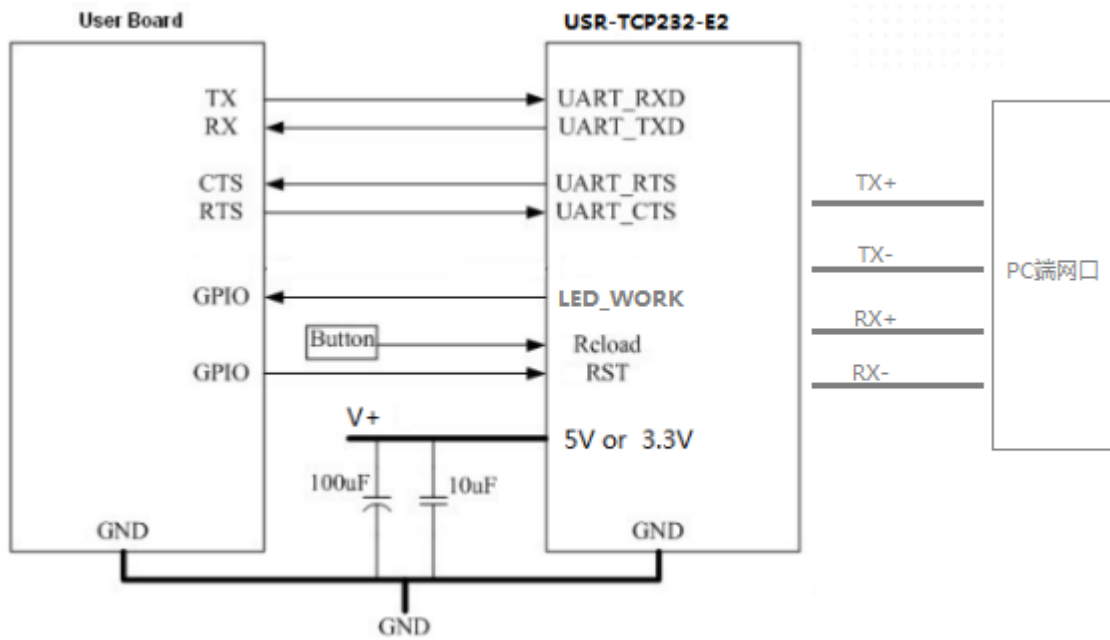 User Board
USR-TCP232-E2
TX
UART_RXD
RX
UART_TXD
CTS
UART_RTS
RTS
UART_CTS
TX+
TX-
PC端网口
GPIO
LED_WORK
RX+
Button
Reload
GPIO
RST
RX-
V+
5V or 3.3V
100uF
10uF
GND
GND
GND